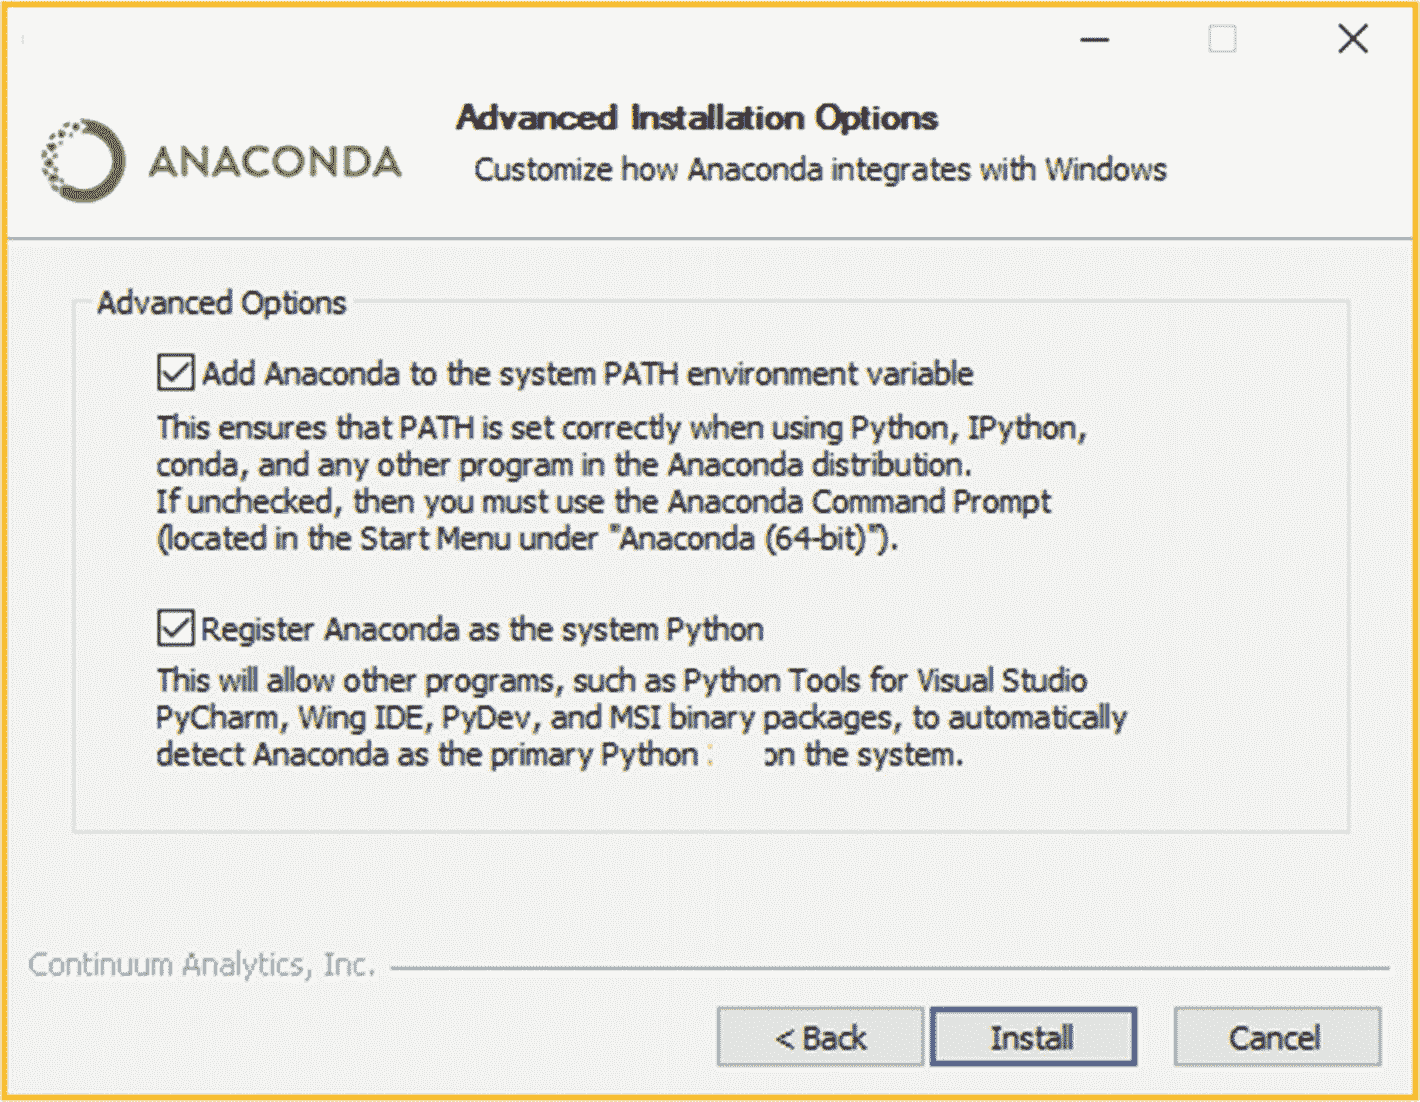 Advanced Installation Options
ANACONDA
Customize how Anaconda integrates with Windows
Advanced Options
Add Anaconda to the system PATH environment variable
This ensures that PATH is set correctly when using Python, IPython,
conda, and any other program in the Anaconda distribution.
If unchecked, then you must use the Anaconda Command Prompt
(located in the Start Menu under "Anaconda (64-bit)").
Register Anaconda as the system Python
This will allow other programs, such as Python Tools for Visual Studio
PyCharm, Wing IDE, PyDev, and MSI binary packages, to automatically
detect Anaconda as the primary Python on the system.
Continuum Analytics, Inc.
< Back
Install
Cancel